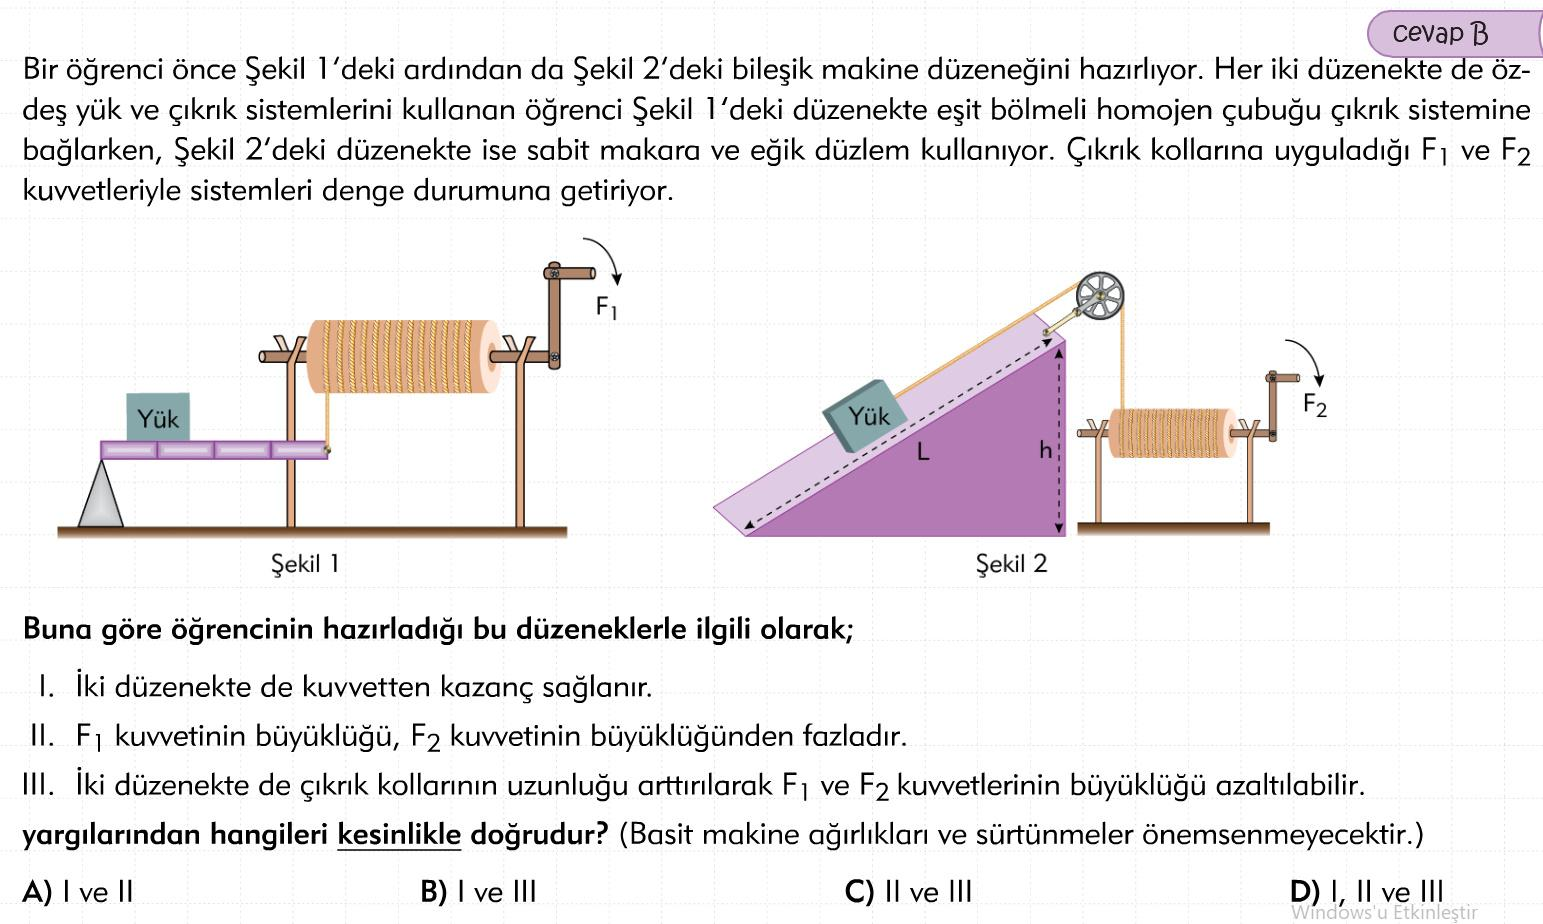 cevap B
Bir öğrenci önce Şekil 1'deki ardından da Şekil 2'deki bileşik makine düzeneğini hazırlıyor. Her iki düzenekte de öz-
deş yük ve çıkrık sistemlerini kullanan öğrenci Şekil 1'deki düzenekte eşit bölmeli homojen çubuğu çıkrık sistemine
bağlarken, Şekil 2'deki düzenekte ise sabit makara ve eğik düzlem kullanıyor. Çıkrık kollarına uyguladığı F₁ ve F₂
kuvvetleriyle sistemleri denge durumuna getiriyor.
F₁
Yük
Şekil 1
Yük
L
h
F₂
Şekil 2
Buna göre öğrencinin hazırladığı bu düzeneklerle ilgili olarak;
I. İki düzenekte de kuvvetten kazanç sağlanır.
II. F₁ kuvvetinin büyüklüğü, F₂ kuvvetinin büyüklüğünden fazladır.
III. İki düzenekte de çıkrık kollarının uzunluğu arttırılarak F₁ ve F₂ kuvvetlerinin büyüklüğü azaltılabilir.
yargılarından hangileri kesinlikle doğrudur? (Basit makine ağırlıkları ve sürtünmeler önemsenmeyecektir.)
A) I ve II B) I ve III C) II ve III D) I, II ve III
Windows'u Etkinleştir